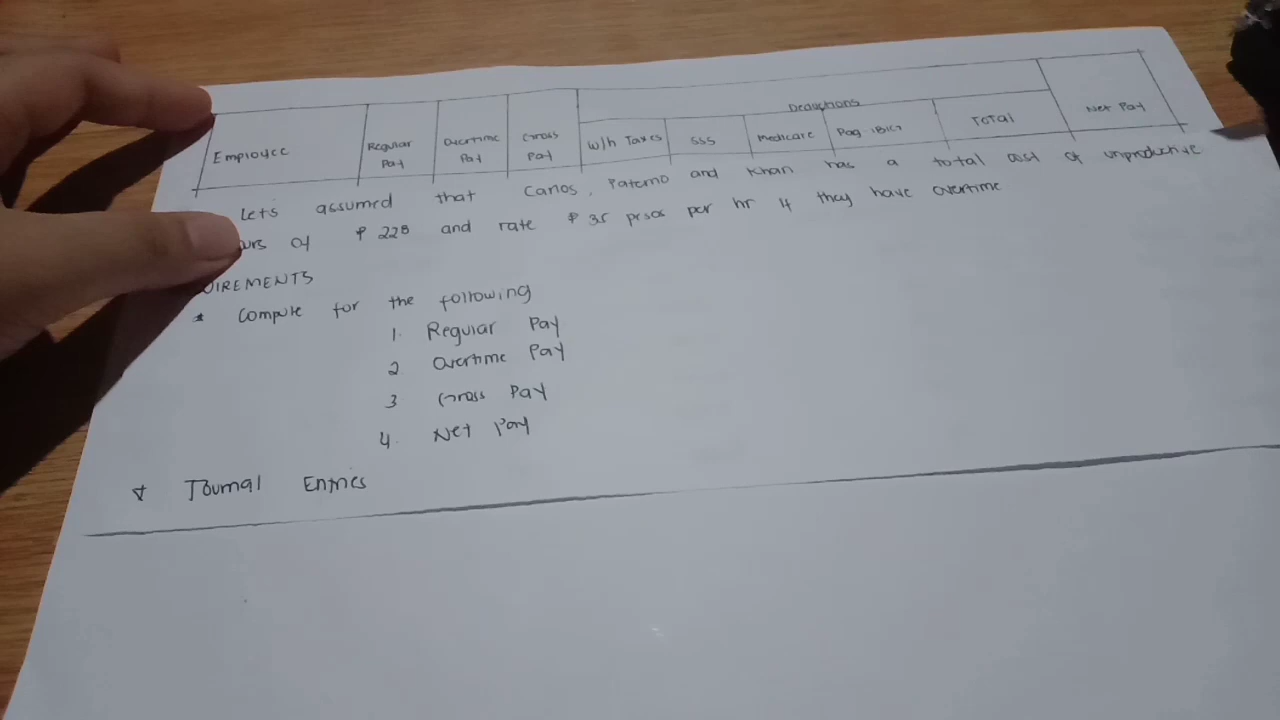 Deductions
Employee Regular Pay Overtime Pay Gross Pay w/h Taxes SSS Medicare Pag-IBIG Total Net Pay
Lets assumed that Carlos, Paterno and Khan has a total cost of unproductive
urs of ₱ 228 and rate ₱ 35 pesos per hr if they have overtime
UIREMENTS
* Compute for the following
1. Regular Pay
2 Overtime Pay
3 Gross Pay
4. Net Pay
* Journal Entries